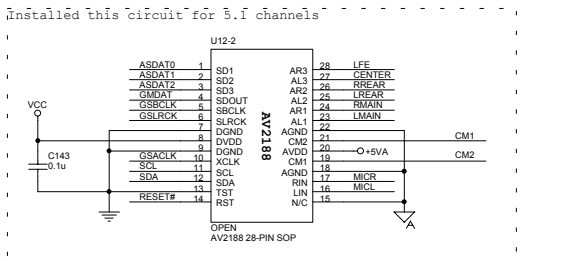 Installed this circuit for 5.1 channels
U12-2
ASDAT0 1 SD1 AR3 28 LFE
ASDAT1 2 SD2 AL3 27 CENTER
ASDAT2 3 SD3 AR2 26 RREAR
GMDAT 4 SDOUT AL2 25 LREAR
GSBCLK 5 SBCLK AR1 24 RMAIN
GSLRCK 6 SLRCK AL1 23 LMAIN
7 DGND AGND 22
VCC 8 DVDD CM2 21 CM1
9 DGND AVDD 20 +5VA
GSACLK 10 XCLK CM1 19 CM2
SCL 11 SCL AGND 18
SDA 12 SDA RIN 17 MICR
13 TST LIN 16 MICL
RESET# 14 RST N/C 15
AV2188
C143
0.1u
A
OPEN
AV2188 28-PIN SOP